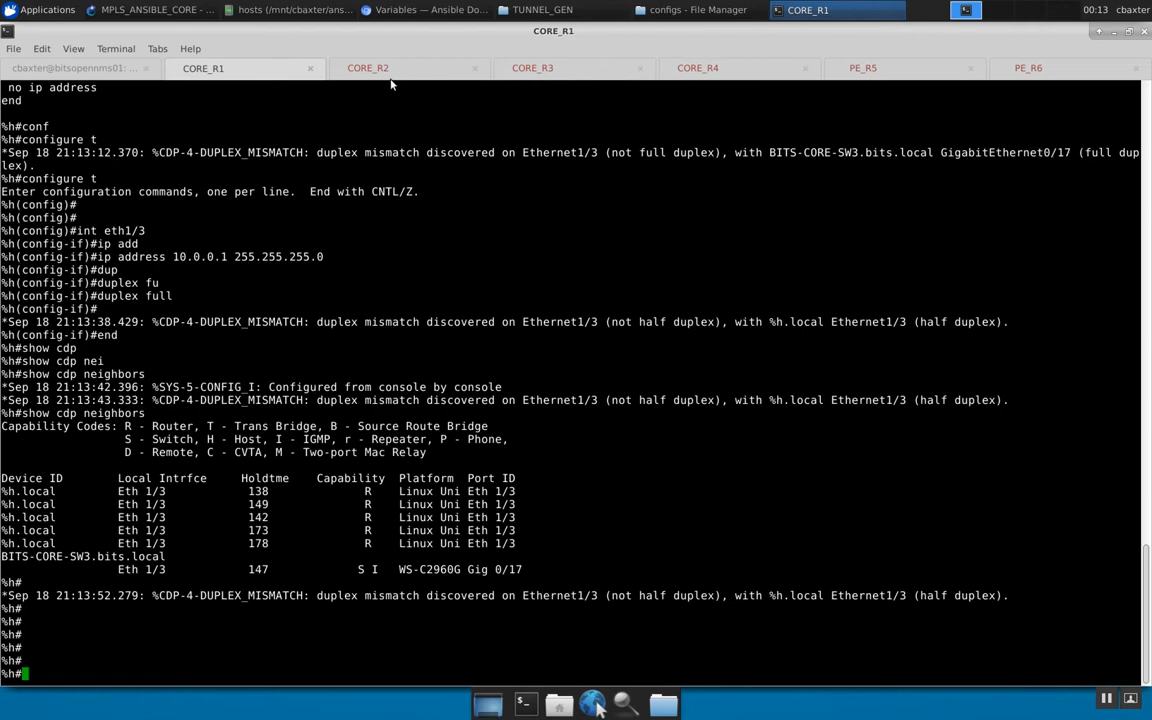 Applications MPLS_ANSIBLE_CORE - ... hosts (/mnt/cbaxter/ans... Variables — Ansible Do... TUNNEL_GEN configs - File Manager CORE_R1 00:13 cbaxter
CORE_R1
File Edit View Terminal Tabs Help
cbaxter@bitsopennms01: ... CORE_R1 CORE_R2 CORE_R3 CORE_R4 PE_R5 PE_R6
no ip address
end
%h#conf
%h#configure t
*Sep 18 21:13:12.370: %CDP-4-DUPLEX_MISMATCH: duplex mismatch discovered on Ethernet1/3 (not full duplex), with BITS-CORE-SW3.bits.local GigabitEthernet0/17 (full dup
lex).
%h#configure t
Enter configuration commands, one per line.  End with CNTL/Z.
%h(config)#
%h(config)#
%h(config)#int eth1/3
%h(config-if)#ip add
%h(config-if)#ip address 10.0.0.1 255.255.255.0
%h(config-if)#dup
%h(config-if)#duplex fu
%h(config-if)#duplex full
%h(config-if)#
*Sep 18 21:13:38.429: %CDP-4-DUPLEX_MISMATCH: duplex mismatch discovered on Ethernet1/3 (not half duplex), with %h.local Ethernet1/3 (half duplex).
%h(config-if)#end
%h#show cdp
%h#show cdp nei
%h#show cdp neighbors
*Sep 18 21:13:42.396: %SYS-5-CONFIG_I: Configured from console by console
*Sep 18 21:13:43.333: %CDP-4-DUPLEX_MISMATCH: duplex mismatch discovered on Ethernet1/3 (not half duplex), with %h.local Ethernet1/3 (half duplex).
%h#show cdp neighbors
Capability Codes: R - Router, T - Trans Bridge, B - Source Route Bridge
S - Switch, H - Host, I - IGMP, r - Repeater, P - Phone,
D - Remote, C - CVTA, M - Two-port Mac Relay
Device ID Local Intrfce Holdtme Capability Platform Port ID
%h.local Eth 1/3 138 R Linux Uni Eth 1/3
%h.local Eth 1/3 149 R Linux Uni Eth 1/3
%h.local Eth 1/3 142 R Linux Uni Eth 1/3
%h.local Eth 1/3 173 R Linux Uni Eth 1/3
%h.local Eth 1/3 178 R Linux Uni Eth 1/3
BITS-CORE-SW3.bits.local
Eth 1/3 147 S I WS-C2960G Gig 0/17
%h#
*Sep 18 21:13:52.279: %CDP-4-DUPLEX_MISMATCH: duplex mismatch discovered on Ethernet1/3 (not half duplex), with %h.local Ethernet1/3 (half duplex).
%h#
%h#
%h#
%h#
%h#
%h#